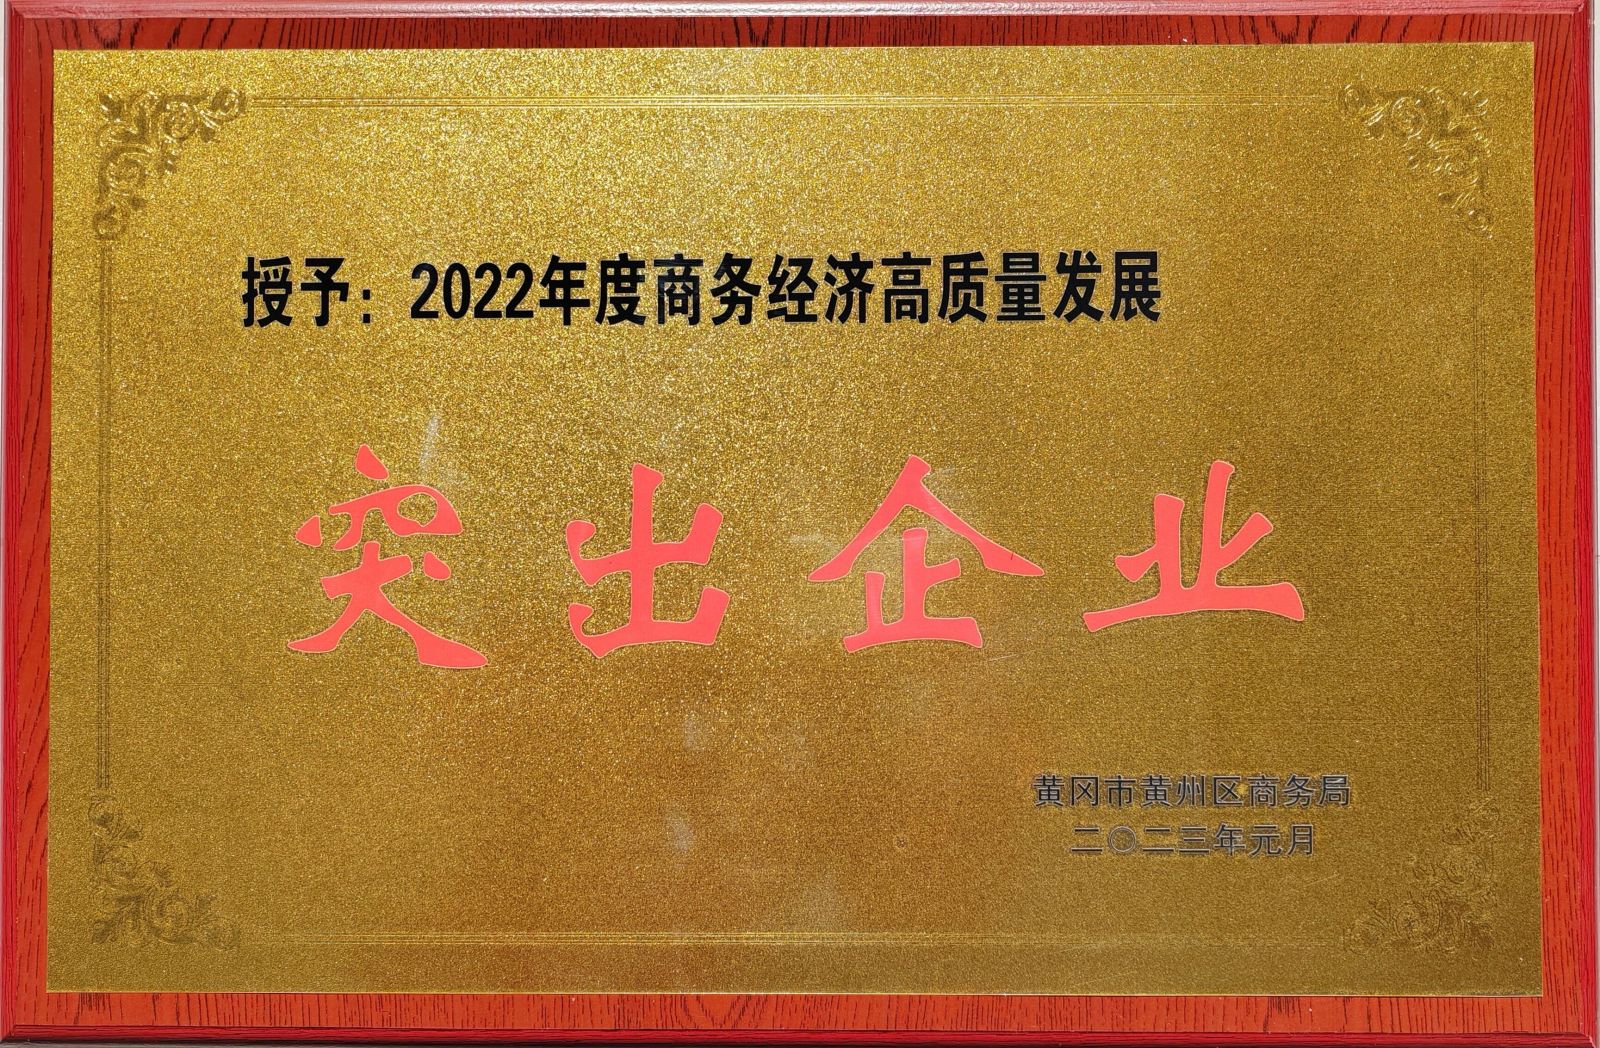 授予：2022年度商务经济高质量发展
突出企业
黄冈市黄州区商务局
二〇二三年元月